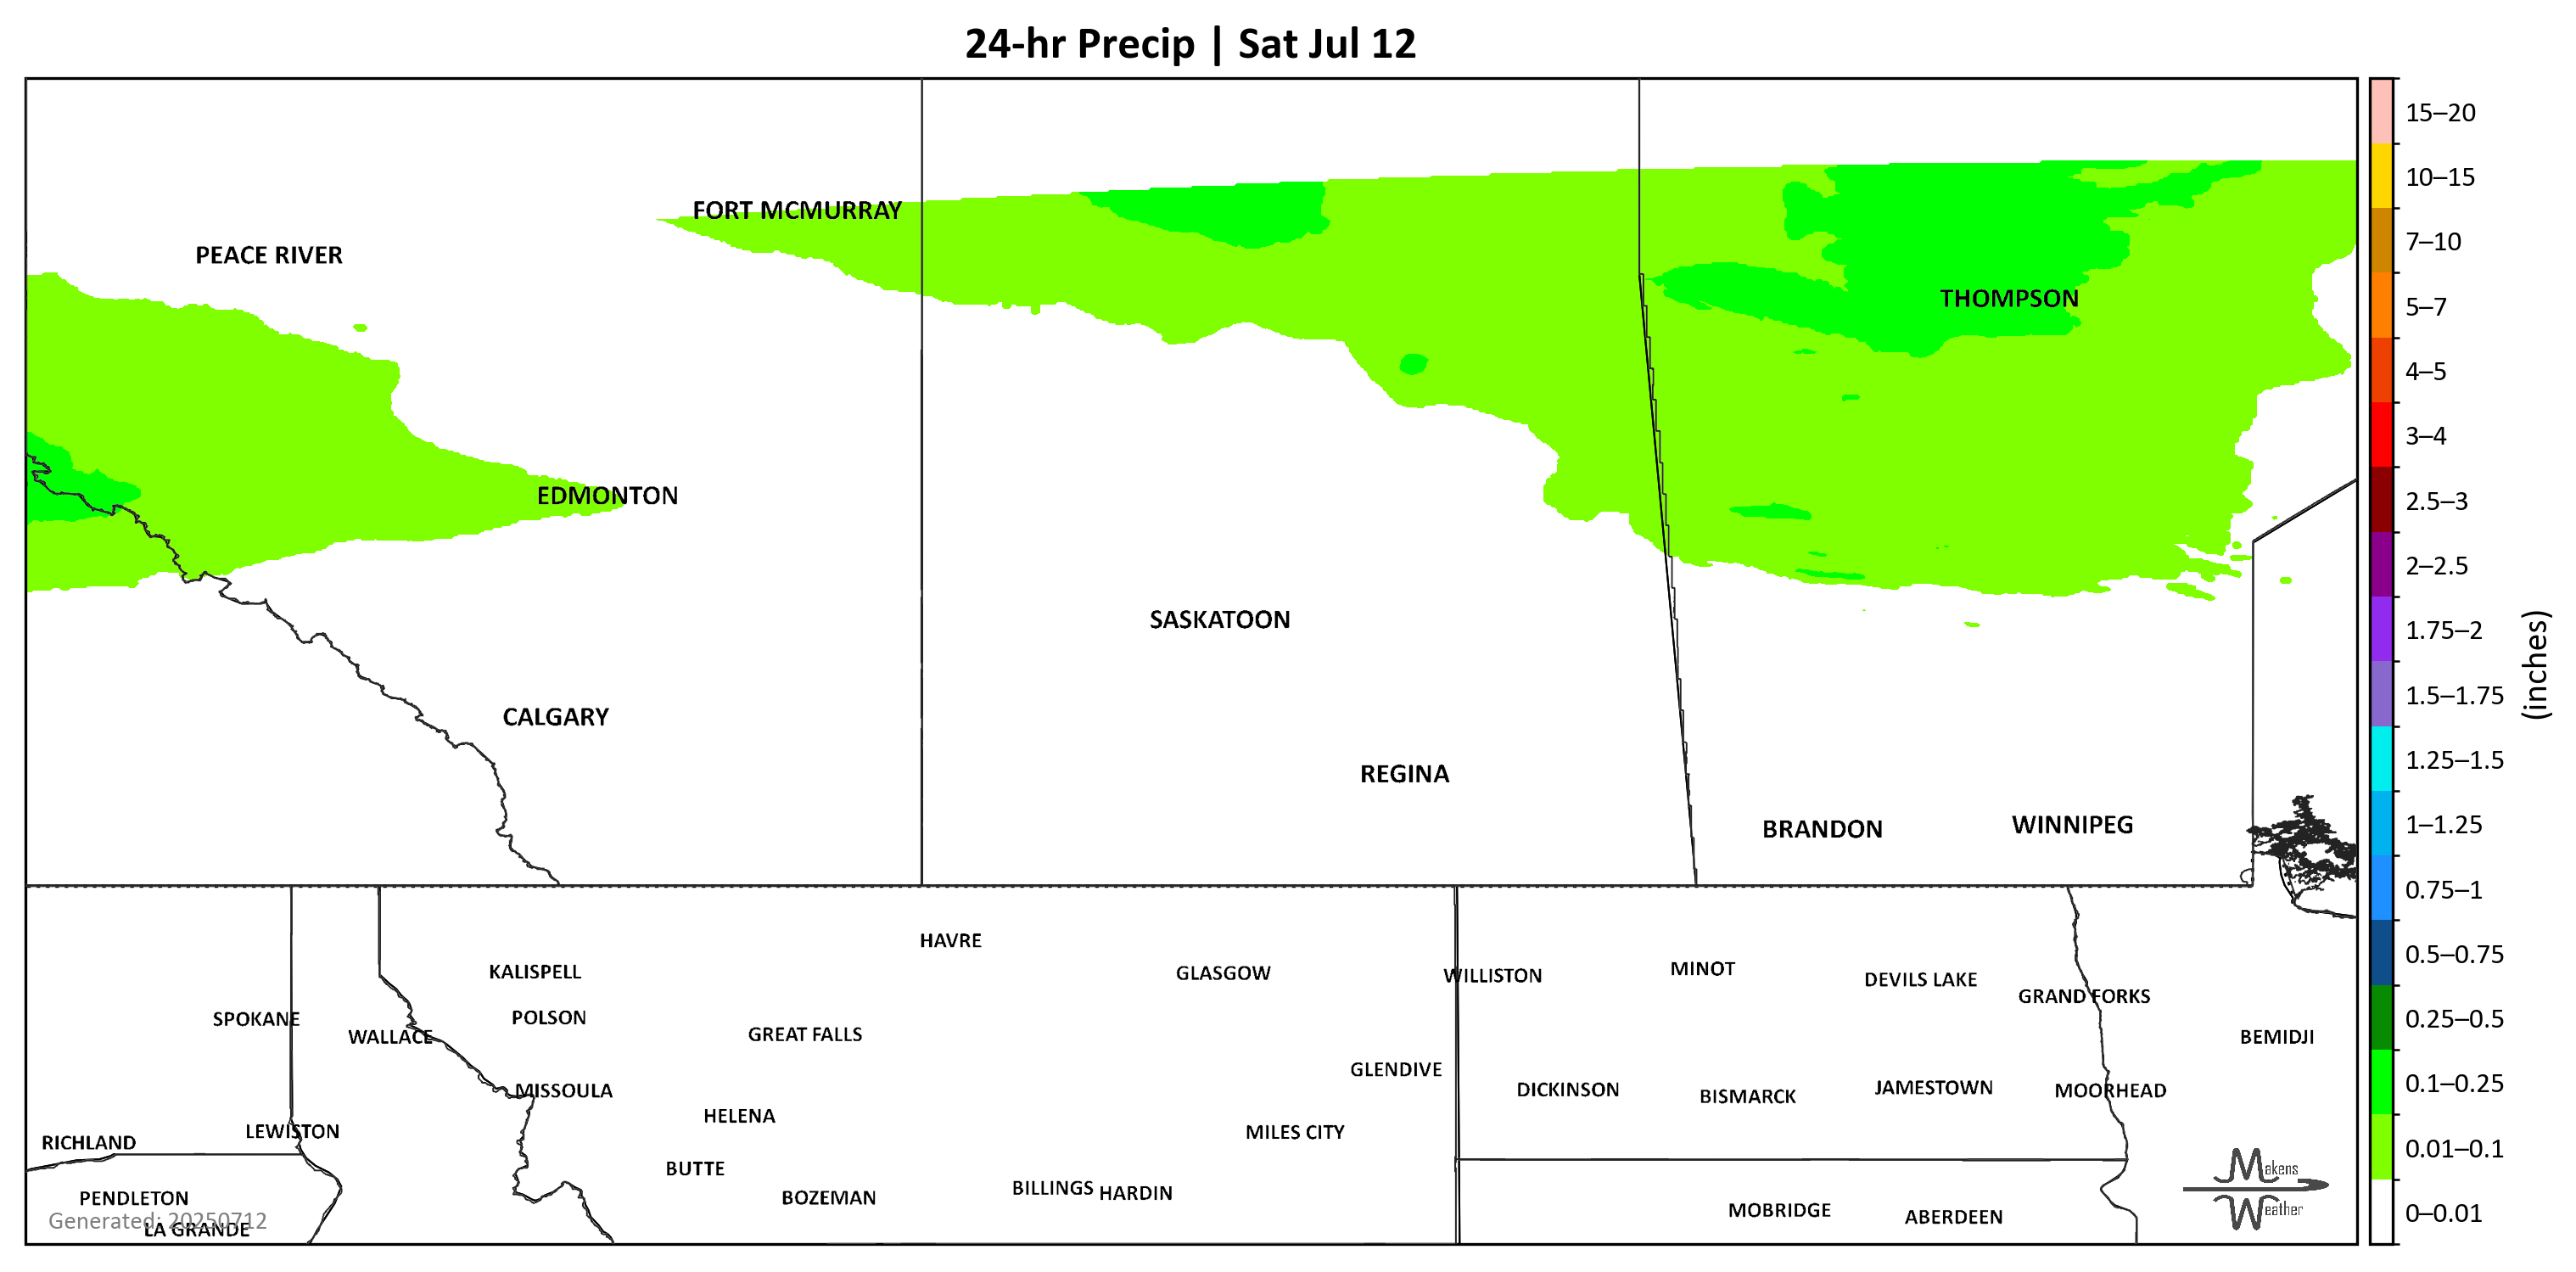 24-hr Precip | Sat Jul 12
15–20
10–15
7–10
5–7
4–5
3–4
2.5–3
2–2.5
1.75–2
1.5–1.75
1.25–1.5
1–1.25
0.75–1
0.5–0.75
0.25–0.5
0.1–0.25
0.01–0.1
0–0.01
(inches)
FORT MCMURRAY
PEACE RIVER
THOMPSON
EDMONTON
SASKATOON
CALGARY
REGINA
BRANDON
WINNIPEG
HAVRE
KALISPELL
GLASGOW
WILLISTON
MINOT
DEVILS LAKE
GRAND FORKS
SPOKANE
WALLACE
POLSON
GREAT FALLS
BEMIDJI
GLENDIVE
MISSOULA
DICKINSON
BISMARCK
JAMESTOWN
MOORHEAD
HELENA
RICHLAND
LEWISTON
MILES CITY
BUTTE
PENDLETON
BOZEMAN
BILLINGS
HARDIN
MOBRIDGE
ABERDEEN
Generated: 20250712
LA GRANDE
Makens
Weather